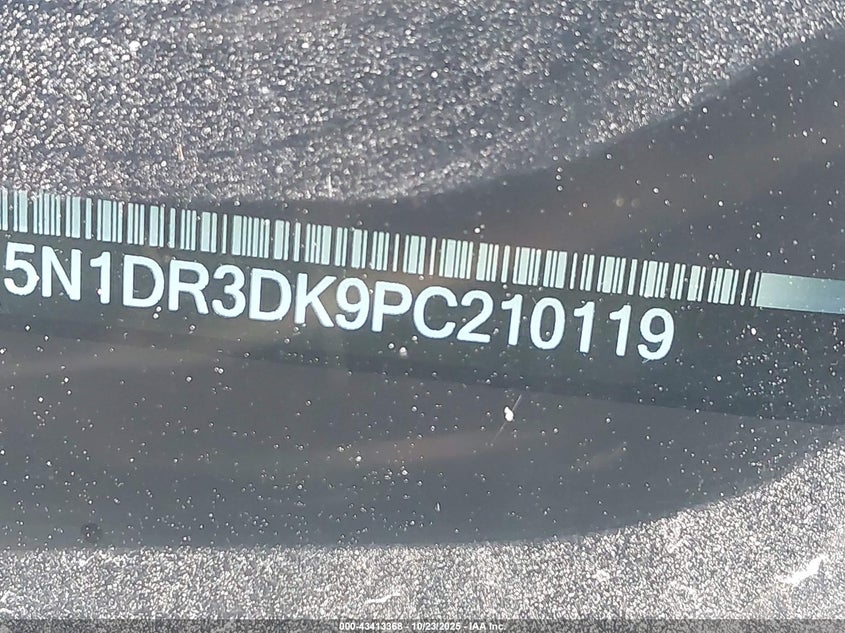 5N1DR3DK9PC210119
000-43413368 - 10/23/2025 - IAA Inc.